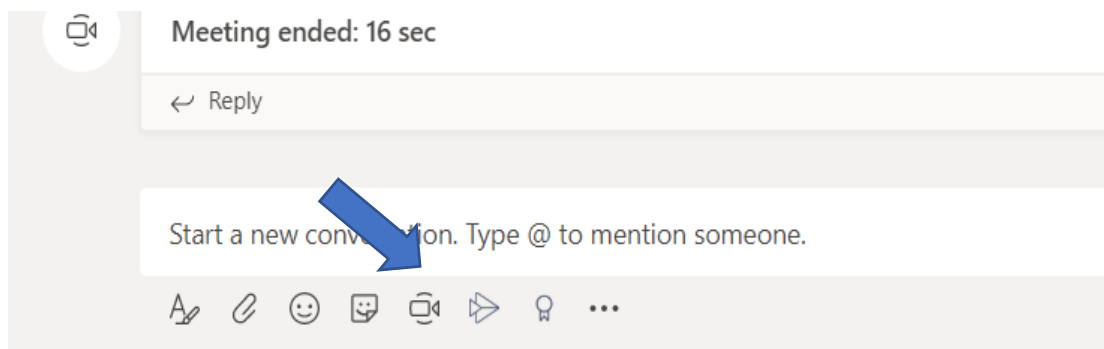 Meeting ended: 16 sec
Reply
Start a new conversation. Type @ to mention someone.